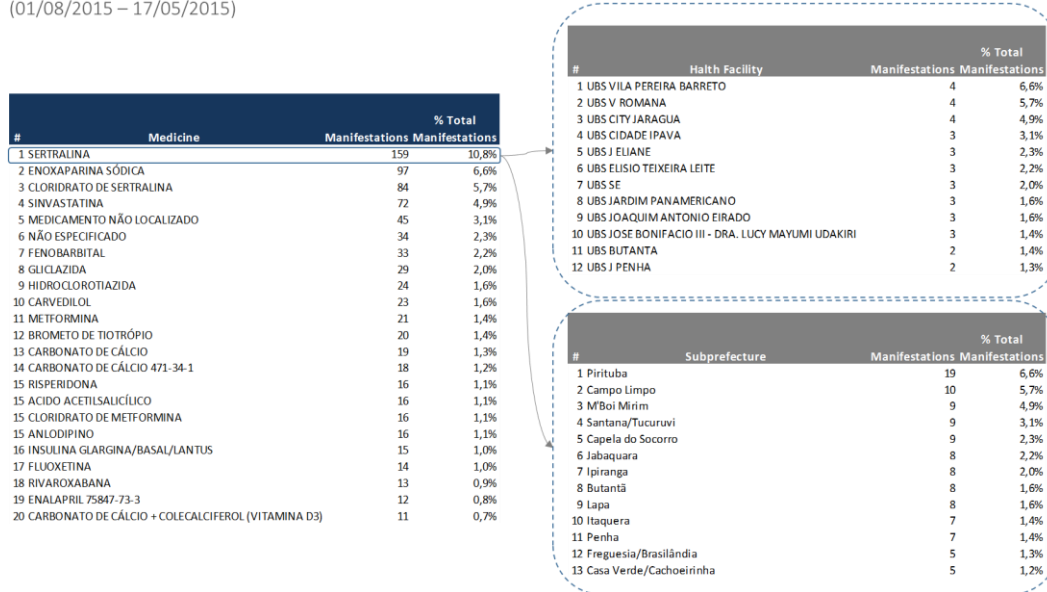 (01/08/2015 – 17/05/2015)
% Total
# Medicine Manifestations Manifestations
1 SERTRALINA 159 10,8%
2 ENOXAPARINA SÓDICA 97 6,6%
3 CLORIDRATO DE SERTRALINA 84 5,7%
4 SINVASTATINA 72 4,9%
5 MEDICAMENTO NÃO LOCALIZADO 45 3,1%
6 NÃO ESPECIFICADO 34 2,3%
7 FENOBARBITAL 33 2,2%
8 GLICLAZIDA 29 2,0%
9 HIDROCLOROTIAZIDA 24 1,6%
10 CARVEDILOL 23 1,6%
11 METFORMINA 21 1,4%
12 BROMETO DE TIOTRÓPIO 20 1,4%
13 CARBONATO DE CÁLCIO 19 1,3%
14 CARBONATO DE CÁLCIO 471-34-1 18 1,2%
15 RISPERIDONA 16 1,1%
15 ACIDO ACETILSALICÍLICO 16 1,1%
15 CLORIDRATO DE METFORMINA 16 1,1%
15 ANLODIPINO 16 1,1%
16 INSULINA GLARGINA/BASAL/LANTUS 15 1,0%
17 FLUOXETINA 14 1,0%
18 RIVAROXABANA 13 0,9%
19 ENALAPRIL 75847-73-3 12 0,8%
20 CARBONATO DE CÁLCIO + COLECALCIFEROL (VITAMINA D3) 11 0,7%
% Total
# Halth Facility Manifestations Manifestations
1 UBS VILA PEREIRA BARRETO 4 6,6%
2 UBS V ROMANA 4 5,7%
3 UBS CITY JARAGUA 4 4,9%
4 UBS CIDADE IPAVA 3 3,1%
5 UBS J ELIANE 3 2,3%
6 UBS ELISIO TEIXEIRA LEITE 3 2,2%
7 UBS SE 3 2,0%
8 UBS JARDIM PANAMERICANO 3 1,6%
9 UBS JOAQUIM ANTONIO EIRADO 3 1,6%
10 UBS JOSE BONIFACIO III - DRA. LUCY MAYUMI UDAKIRI 3 1,4%
11 UBS BUTANTA 2 1,4%
12 UBS J PENHA 2 1,3%
% Total
# Subprefecture Manifestations Manifestations
1 Pirituba 19 6,6%
2 Campo Limpo 10 5,7%
3 M'Boi Mirim 9 4,9%
4 Santana/Tucuruvi 9 3,1%
5 Capela do Socorro 9 2,3%
6 Jabaquara 8 2,2%
7 Ipiranga 8 2,0%
8 Butantã 8 1,6%
9 Lapa 8 1,6%
10 Itaquera 7 1,4%
11 Penha 7 1,4%
12 Freguesia/Brasilândia 5 1,3%
13 Casa Verde/Cachoeirinha 5 1,2%